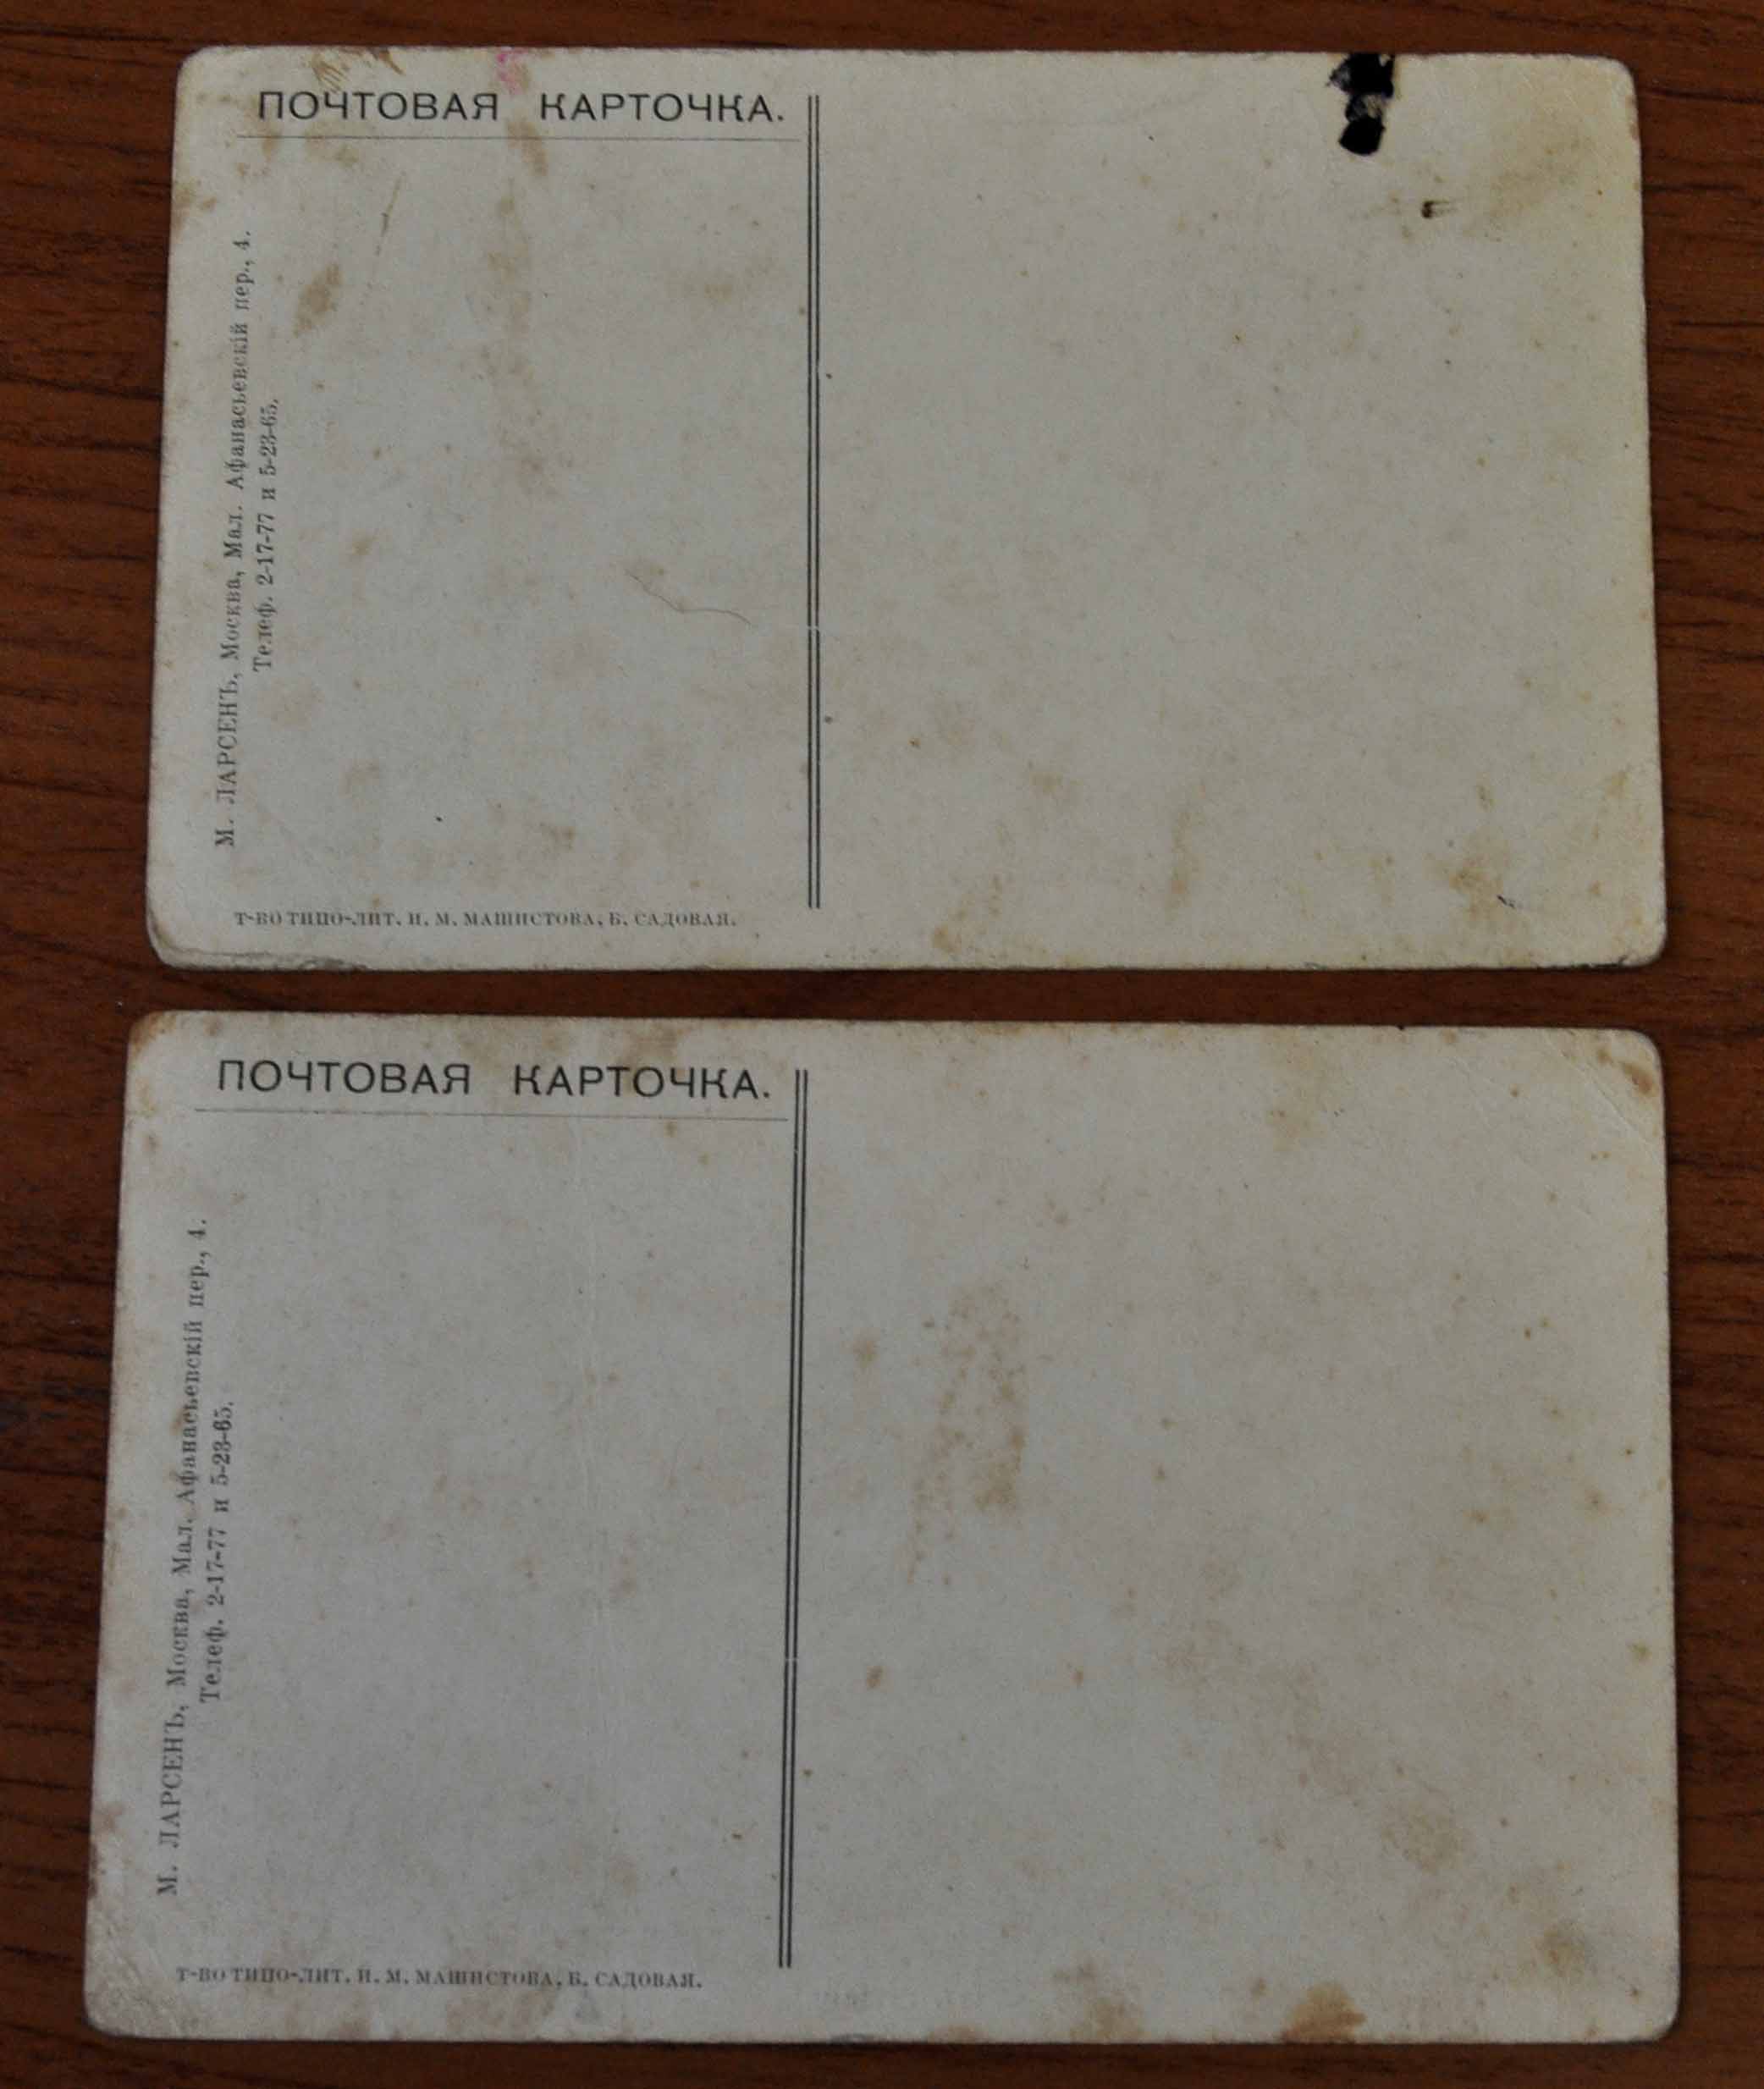 ПОЧТОВАЯ КАРТОЧКА.
М. ЛАРСЕНЪ, Москва, Мал. Афанасьевскій пер., 4.
Телеф. 2-17-77 и 5-23-65.
Т-ВО ТИПО-ЛИТ. И. М. МАШИСТОВА, Б. САДОВАЯ.
ПОЧТОВАЯ КАРТОЧКА.
М. ЛАРСЕНЪ, Москва, Мал. Афанасьевскій пер., 4.
Телеф. 2-17-77 и 5-23-65.
Т-ВО ТИПО-ЛИТ. И. М. МАШИСТОВА, Б. САДОВАЯ.